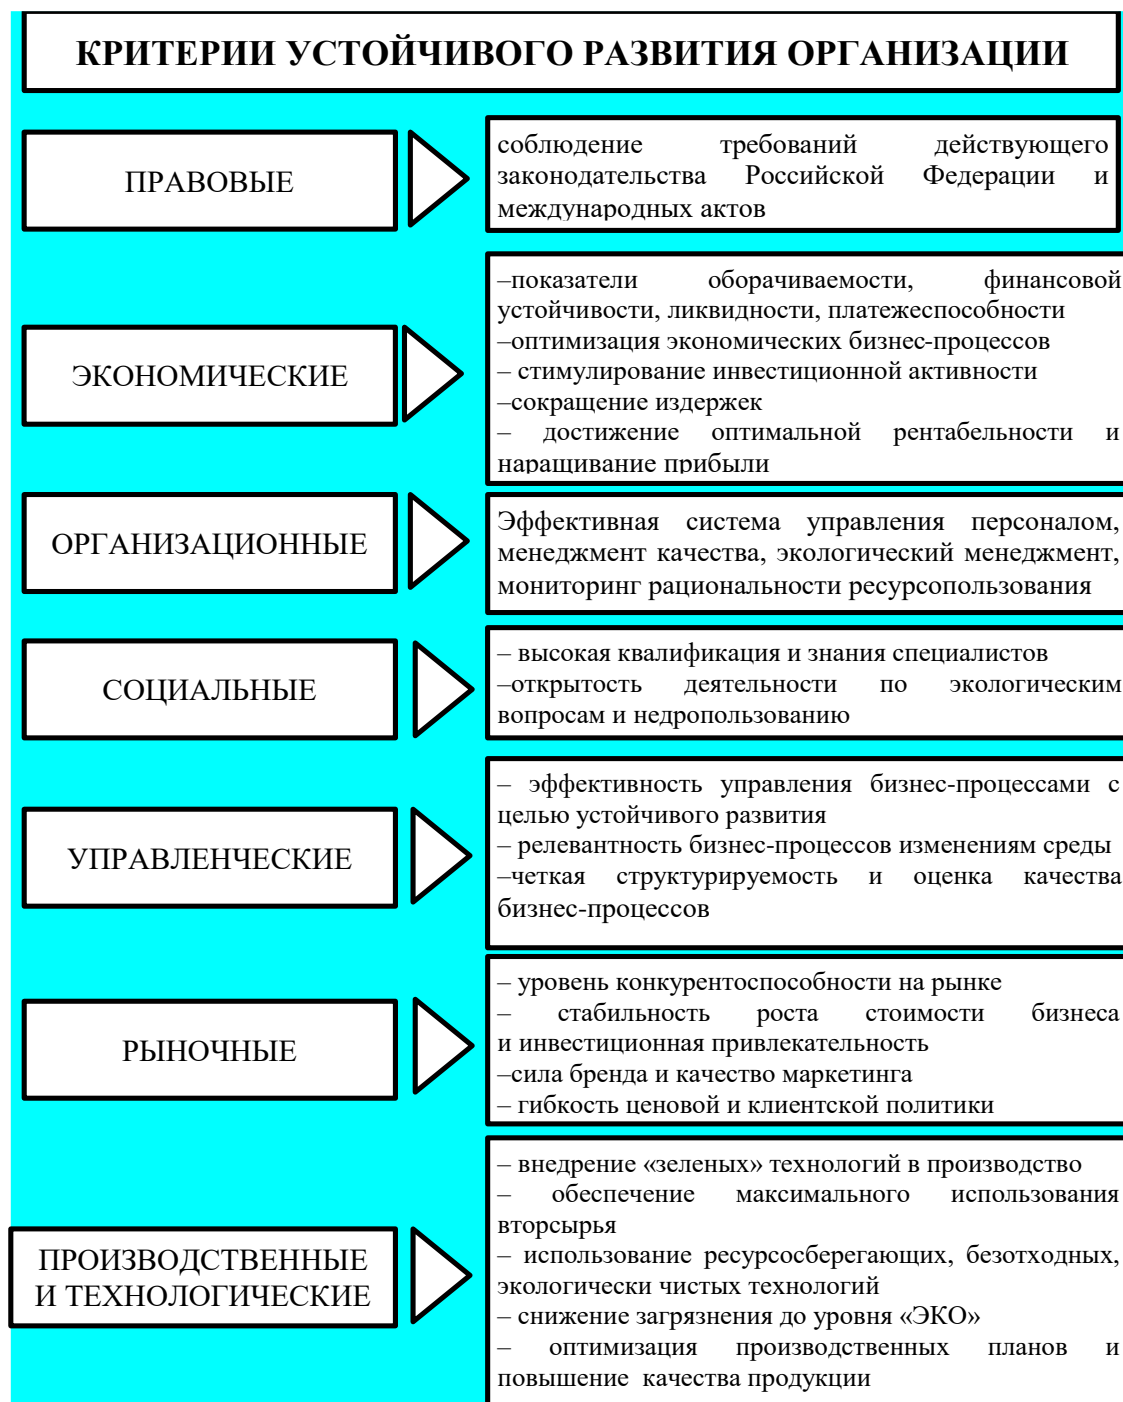 КРИТЕРИИ УСТОЙЧИВОГО РАЗВИТИЯ ОРГАНИЗАЦИИ
ПРАВОВЫЕ
соблюдение требований действующего
законодательства Российской Федерации и
международных актов
ЭКОНОМИЧЕСКИЕ
–показатели оборачиваемости, финансовой
устойчивости, ликвидности, платежеспособности
–оптимизация экономических бизнес-процессов
– стимулирование инвестиционной активности
–сокращение издержек
– достижение оптимальной рентабельности и
наращивание прибыли
ОРГАНИЗАЦИОННЫЕ
Эффективная система управления персоналом,
менеджмент качества, экологический менеджмент,
мониторинг рациональности ресурсопользования
СОЦИАЛЬНЫЕ
– высокая квалификация и знания специалистов
–открытость деятельности по экологическим
вопросам и недропользованию
УПРАВЛЕНЧЕСКИЕ
– эффективность управления бизнес-процессами с
целью устойчивого развития
– релевантность бизнес-процессов изменениям среды
–четкая структурируемость и оценка качества
бизнес-процессов
РЫНОЧНЫЕ
– уровень конкурентоспособности на рынке
– стабильность роста стоимости бизнеса
и инвестиционная привлекательность
–сила бренда и качество маркетинга
– гибкость ценовой и клиентской политики
ПРОИЗВОДСТВЕННЫЕ
И ТЕХНОЛОГИЧЕСКИЕ
– внедрение «зеленых» технологий в производство
– обеспечение максимального использования
вторсырья
– использование ресурсосберегающих, безотходных,
экологически чистых технологий
– снижение загрязнения до уровня «ЭКО»
– оптимизация производственных планов и
повышение качества продукции